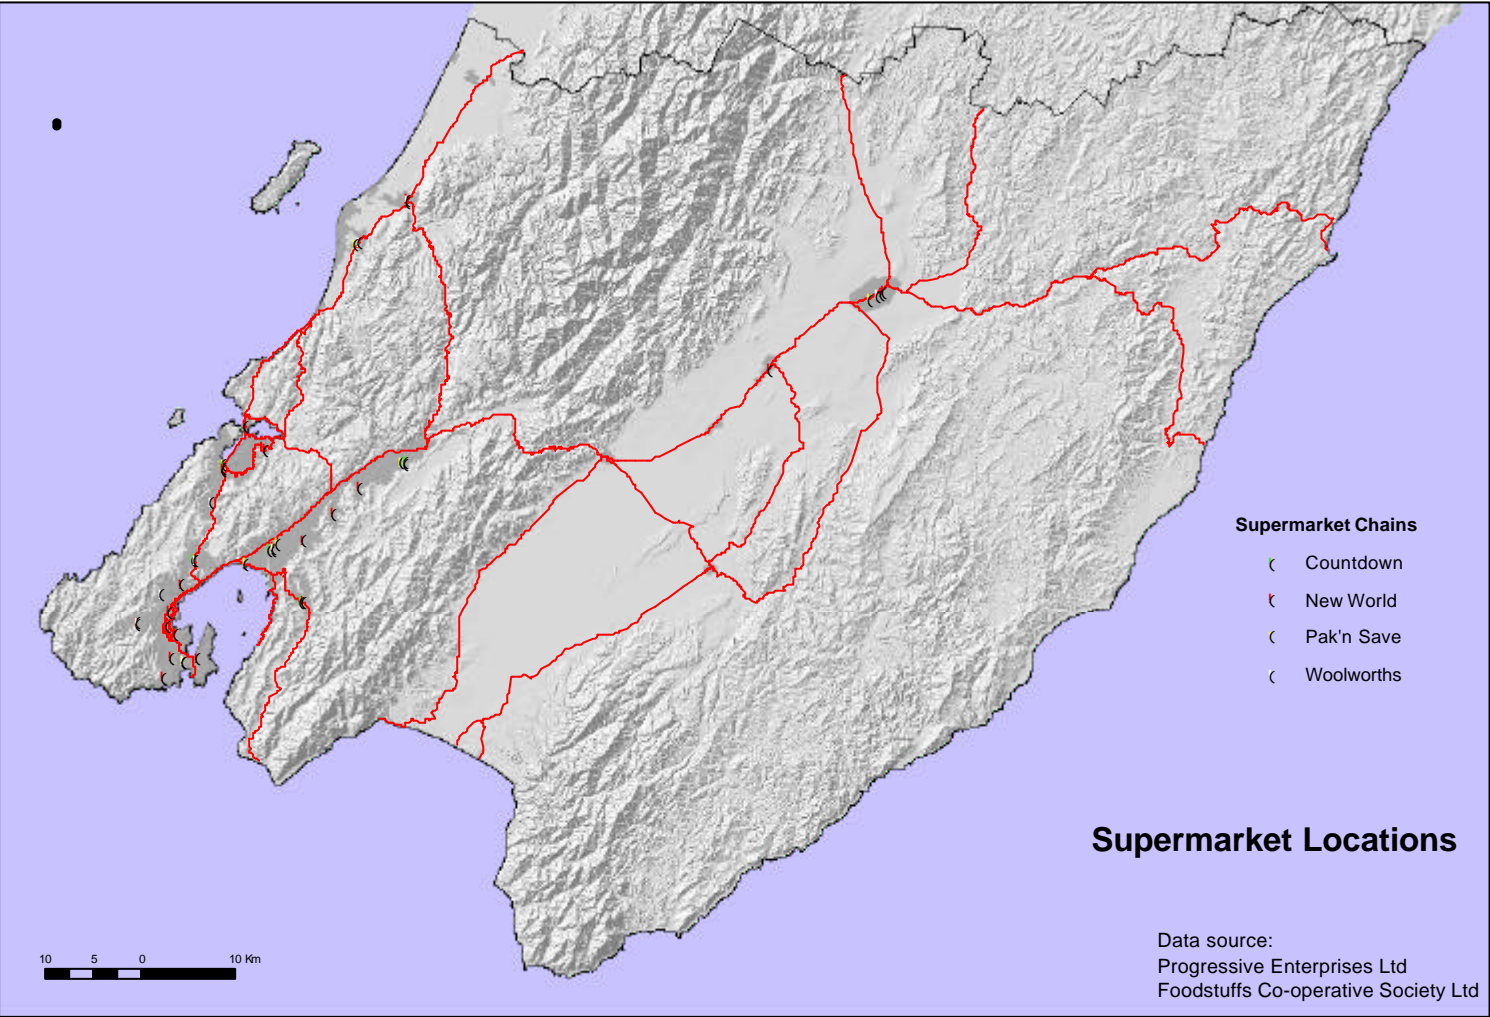 Supermarket Chains
Countdown
New World
Pak'n Save
Woolworths
Supermarket Locations
10 5 0 10 Km
Data source:
Progressive Enterprises Ltd
Foodstuffs Co-operative Society Ltd